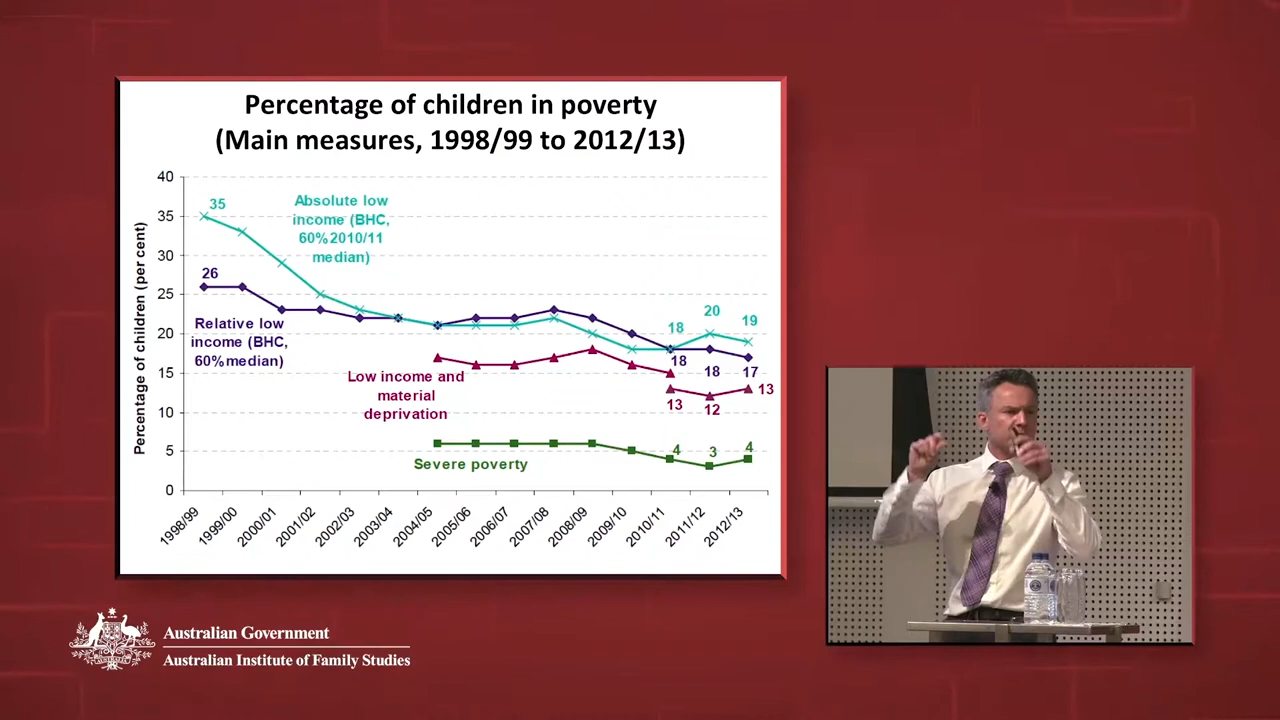 Percentage of children in poverty
(Main measures, 1998/99 to 2012/13)
Percentage of children (per cent)
40
35
30
25
20
15
10
5
0
35
Absolute low
income (BHC,
60%2010/11
median)
26
Relative low
income (BHC,
60%median)
Low income and
material
deprivation
Severe poverty
18
20
19
18
18
17
13
12
13
4
3
4
1998/99
1999/00
2000/01
2001/02
2002/03
2003/04
2004/05
2005/06
2006/07
2007/08
2008/09
2009/10
2010/11
2011/12
2012/13
Australian Government
Australian Institute of Family Studies